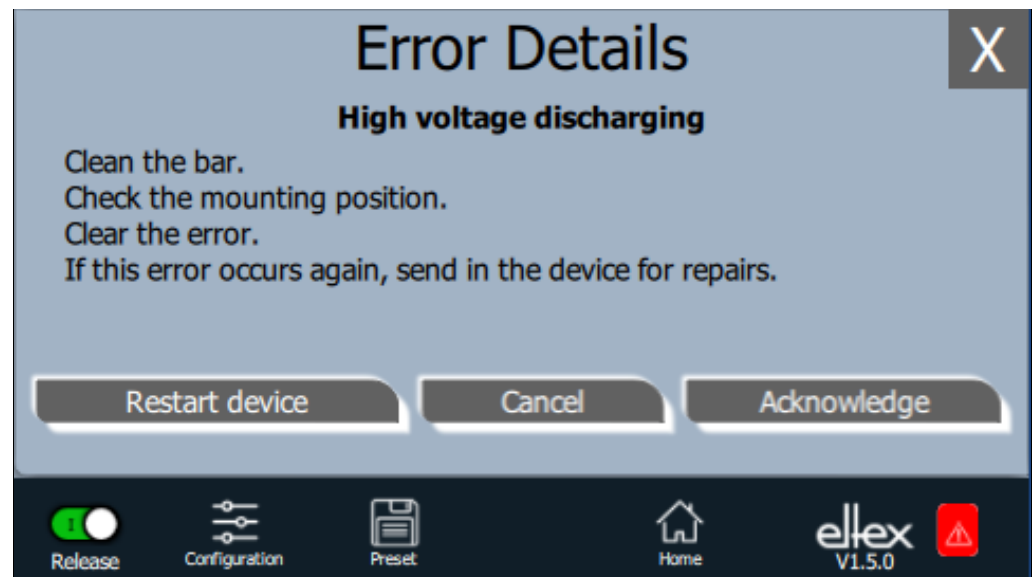 Error Details
X
High voltage discharging
Clean the bar.
Check the mounting position.
Clear the error.
If this error occurs again, send in the device for repairs.
Restart device
Cancel
Acknowledge
I
Release
Configuration
Preset
Home
eltex
V1.5.0